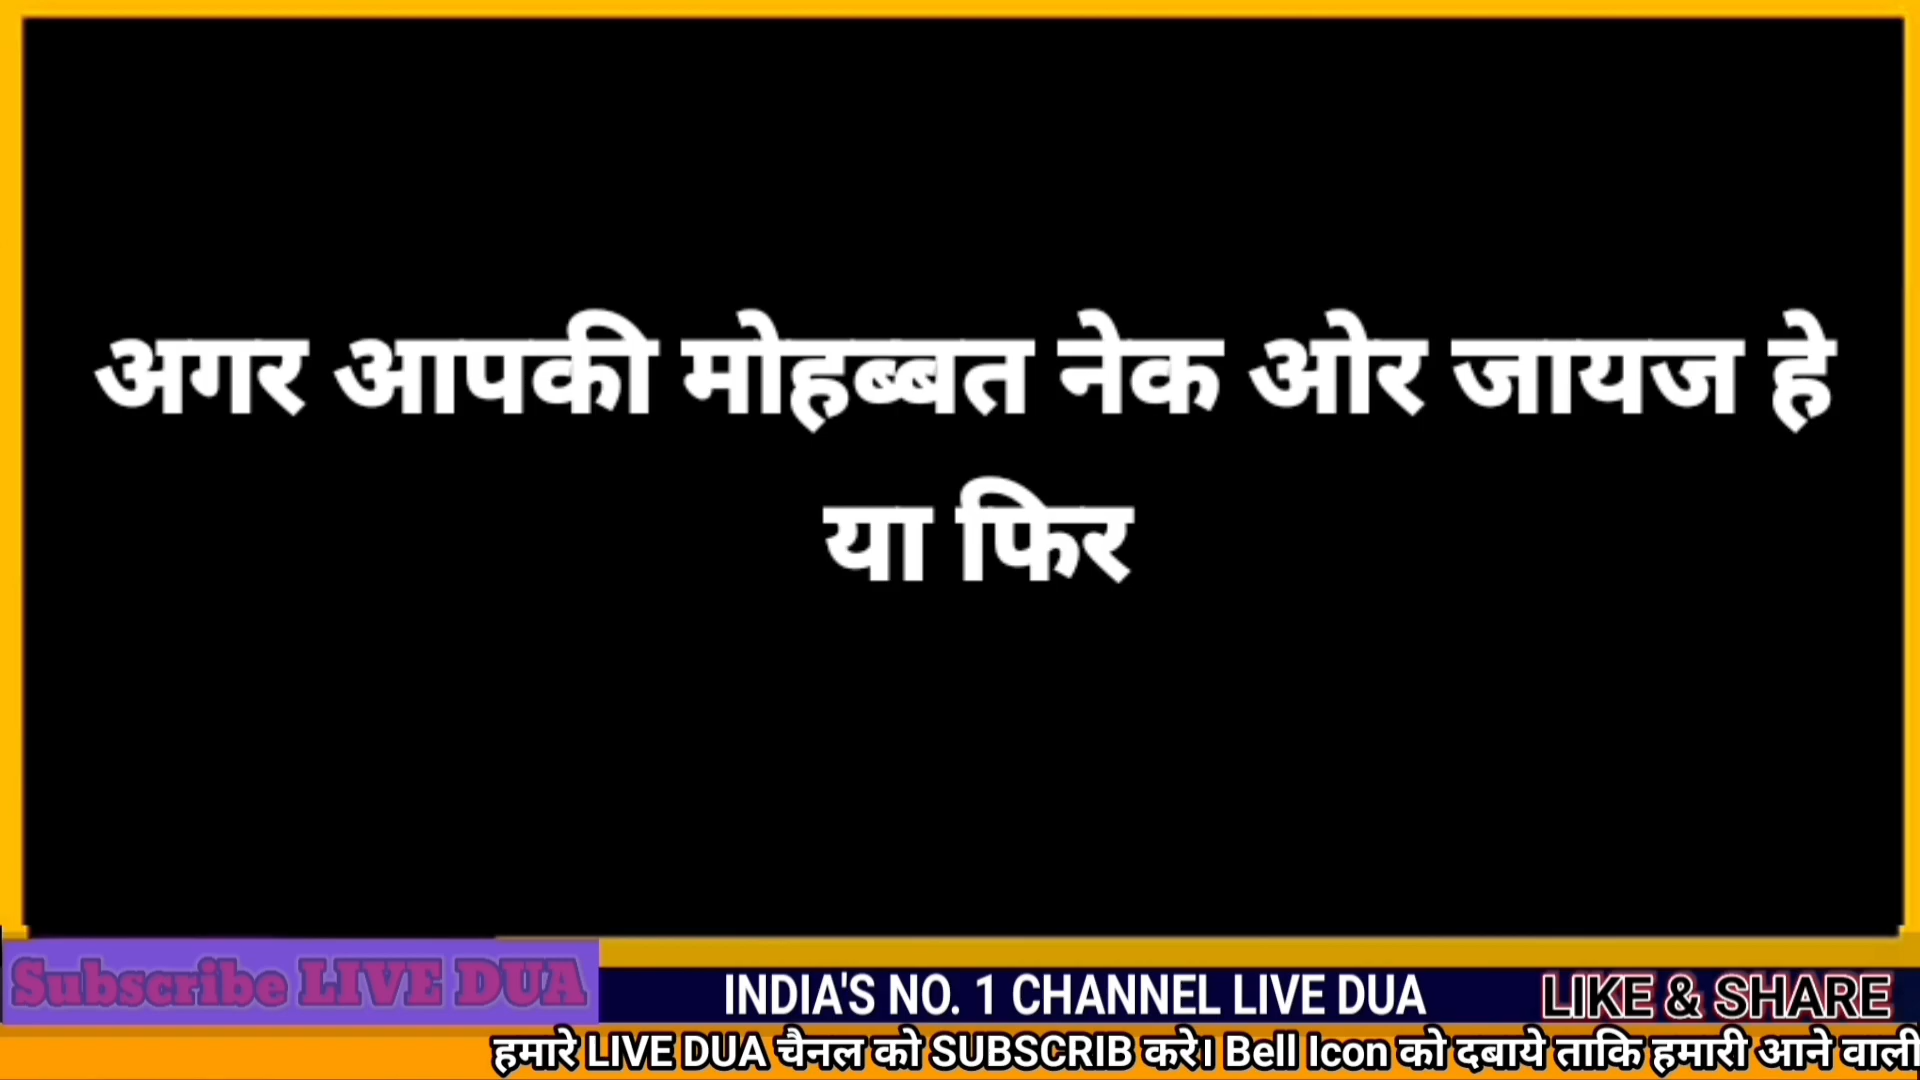 अगर आपकी मोहब्बत नेक ओर जायज हे
या फिर
Subscribe LIVE DUA
INDIA'S NO. 1 CHANNEL LIVE DUA
LIKE & SHARE
हमारे LIVE DUA चैनल को SUBSCRIB करे। Bell Icon को दबाये ताकि हमारी आने वाली